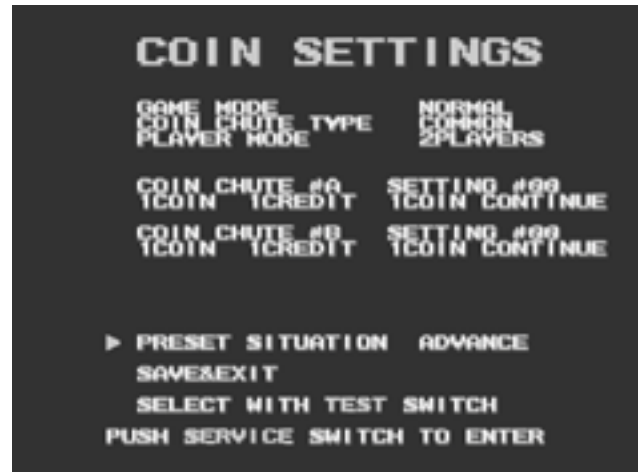 COIN SETTINGS
GAME MODE NORMAL
COIN CHUTE TYPE COMMON
PLAYER MODE 2PLAYERS
COIN CHUTE #A SETTING #00
1COIN 1CREDIT 1COIN CONTINUE
COIN CHUTE #B SETTING #00
1COIN 1CREDIT 1COIN CONTINUE
▶ PRESET SITUATION ADVANCE
SAVE&EXIT
SELECT WITH TEST SWITCH
PUSH SERVICE SWITCH TO ENTER